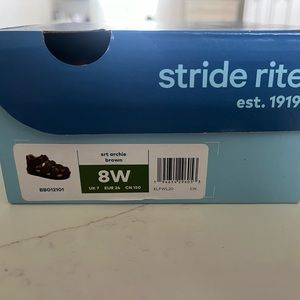 stride rite
est. 1919
srt archie
brown
8W
UK 7 EUR 24 CN 150
BB012101